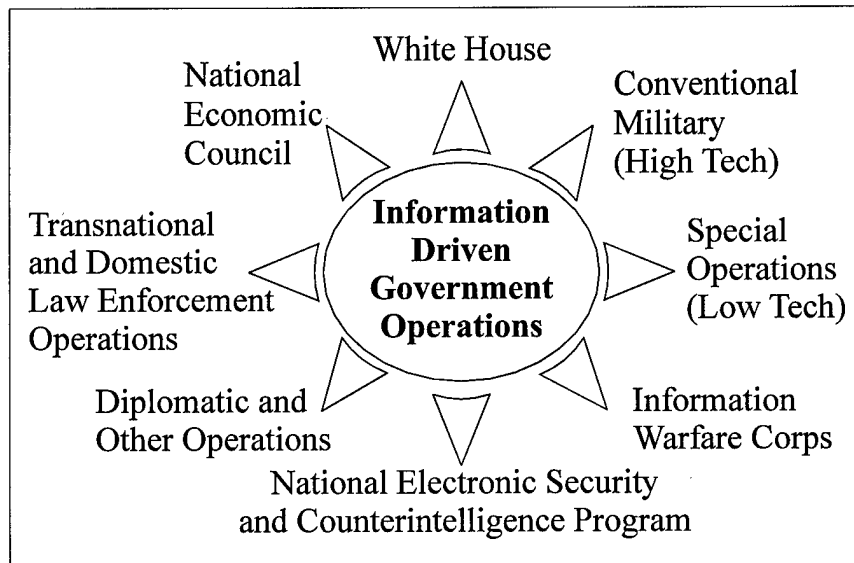 White House
National
Economic
Council
Conventional
Military
(High Tech)
Transnational
and Domestic
Law Enforcement
Operations
Information
Driven
Government
Operations
Special
Operations
(Low Tech)
Diplomatic and
Other Operations
Information
Warfare Corps
National Electronic Security
and Counterintelligence Program